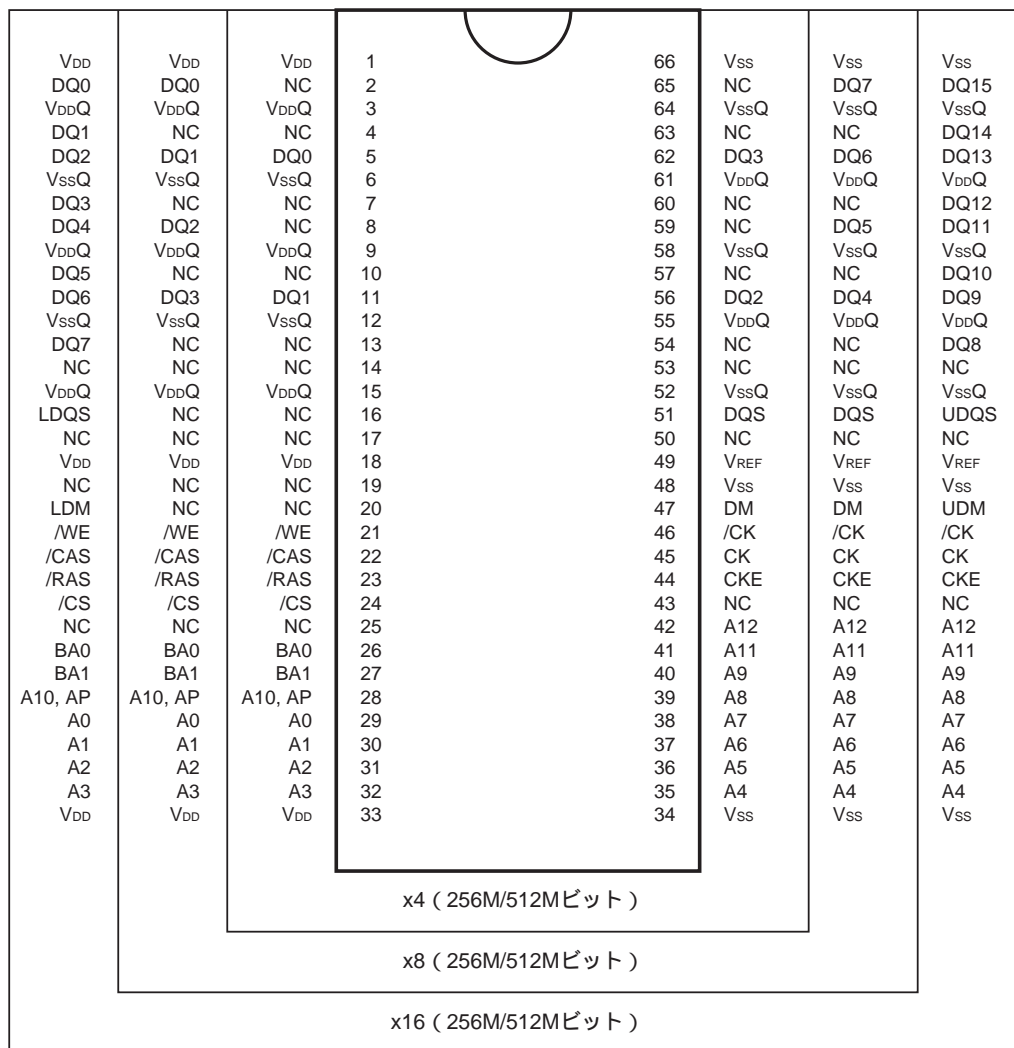 VDD VDD VDD 1 66 VSS VSS VSS
DQ0 DQ0 NC 2 65 NC DQ7 DQ15
VDDQ VDDQ VDDQ 3 64 VSSQ VSSQ VSSQ
DQ1 NC NC 4 63 NC NC DQ14
DQ2 DQ1 DQ0 5 62 DQ3 DQ6 DQ13
VSSQ VSSQ VSSQ 6 61 VDDQ VDDQ VDDQ
DQ3 NC NC 7 60 NC NC DQ12
DQ4 DQ2 NC 8 59 NC DQ5 DQ11
VDDQ VDDQ VDDQ 9 58 VSSQ VSSQ VSSQ
DQ5 NC NC 10 57 NC NC DQ10
DQ6 DQ3 DQ1 11 56 DQ2 DQ4 DQ9
VSSQ VSSQ VSSQ 12 55 VDDQ VDDQ VDDQ
DQ7 NC NC 13 54 NC NC DQ8
NC NC NC 14 53 NC NC NC
VDDQ VDDQ VDDQ 15 52 VSSQ VSSQ VSSQ
LDQS NC NC 16 51 DQS DQS UDQS
NC NC NC 17 50 NC NC NC
VDD VDD VDD 18 49 VREF VREF VREF
NC NC NC 19 48 VSS VSS VSS
LDM NC NC 20 47 DM DM UDM
/WE /WE /WE 21 46 /CK /CK /CK
/CAS /CAS /CAS 22 45 CK CK CK
/RAS /RAS /RAS 23 44 CKE CKE CKE
/CS /CS /CS 24 43 NC NC NC
NC NC NC 25 42 A12 A12 A12
BA0 BA0 BA0 26 41 A11 A11 A11
BA1 BA1 BA1 27 40 A9 A9 A9
A10, AP A10, AP A10, AP 28 39 A8 A8 A8
A0 A0 A0 29 38 A7 A7 A7
A1 A1 A1 30 37 A6 A6 A6
A2 A2 A2 31 36 A5 A5 A5
A3 A3 A3 32 35 A4 A4 A4
VDD VDD VDD 33 34 VSS VSS VSS
x4(256M/512Mビット)
x8(256M/512Mビット)
x16(256M/512Mビット)